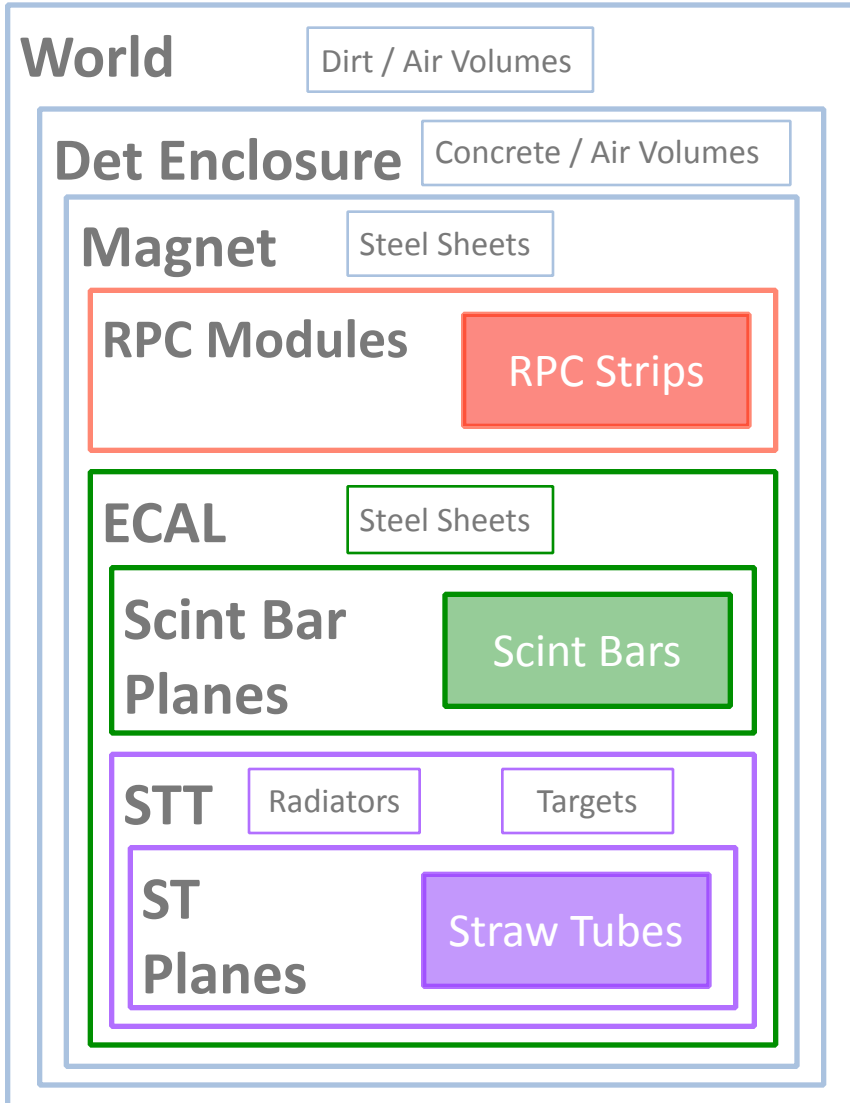 World
Dirt / Air Volumes
Det Enclosure
Concrete / Air Volumes
Magnet
Steel Sheets
RPC Modules
RPC Strips
ECAL
Steel Sheets
Scint Bar
Planes
Scint Bars
STT
Radiators
Targets
ST
Planes
Straw Tubes